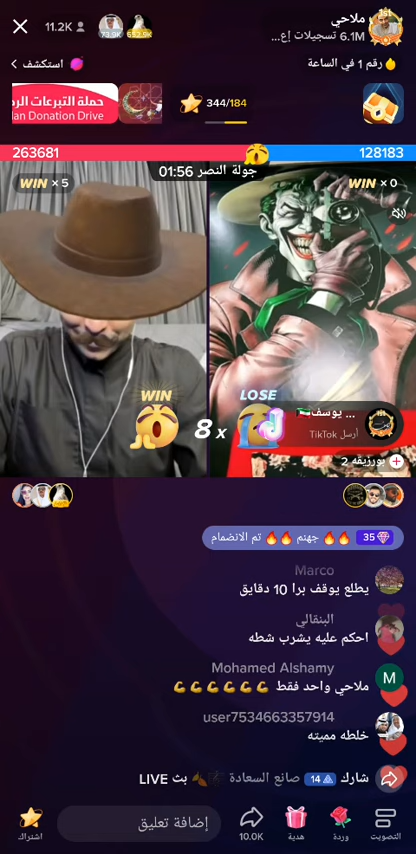 ملاحي
6.1M تسجيلات إع...
11.2K
73.9K
552.9K
رقم 1 في الساعة
استكشف
حملة التبرعات الر
an Donation Drive
344/184
263681
128183
جولة النصر 01:56
WIN × 5
WIN × 0
WIN
LOSE
8 x
... يوسف
أرسل TikTok
بورزيقه 2
35 🔥🔥 جهنم 🔥🔥 تم الانضمام
Marco
يطلع يوقف برا 10 دقايق
البنقالي
احكم عليه يشرب شطه
Mohamed Alshamy
M
ملاحي واحد فقط 💪💪💪💪💪💪
user7534663357914
خلطه مميته
14 صانع السعادة شارك بث LIVE
إضافة تعليق
اشتراك
10.0K
هدية
وردة
التصويت